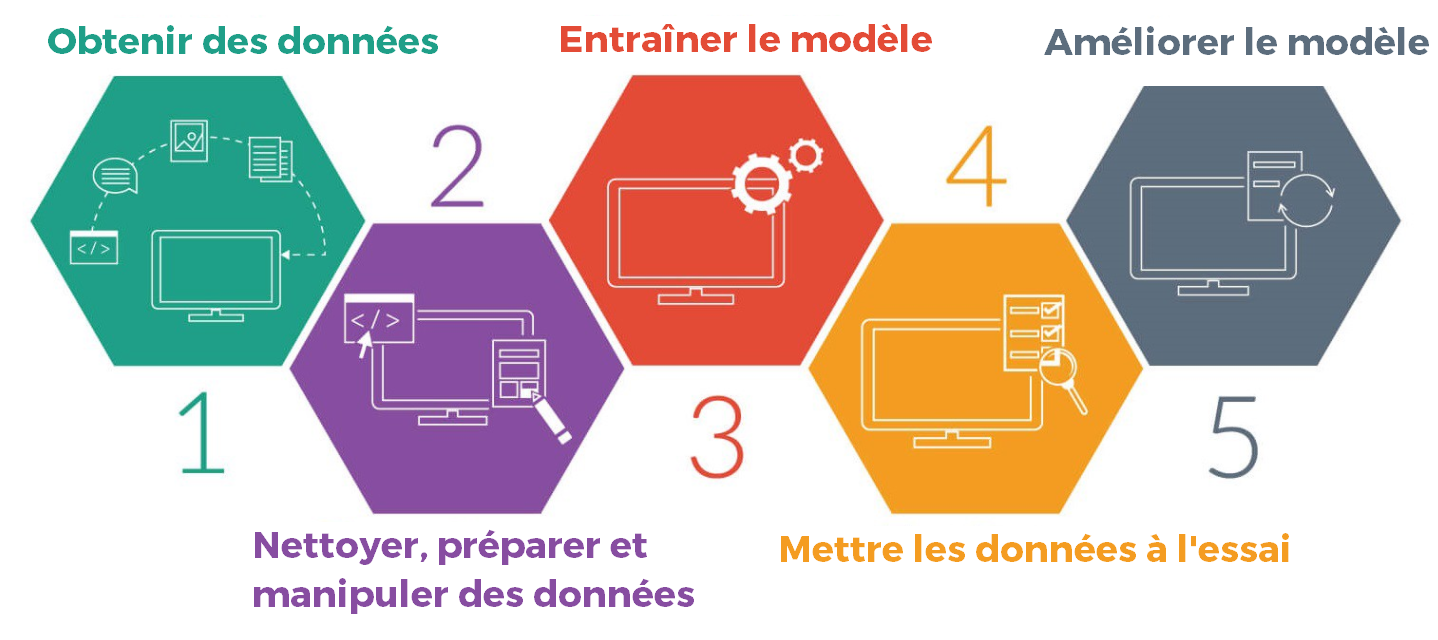 Obtenir des données
</>
1
2
</>
Nettoyer, préparer et
manipuler des données
Entraîner le modèle
3
4
Mettre les données à l'essai
Améliorer le modèle
5